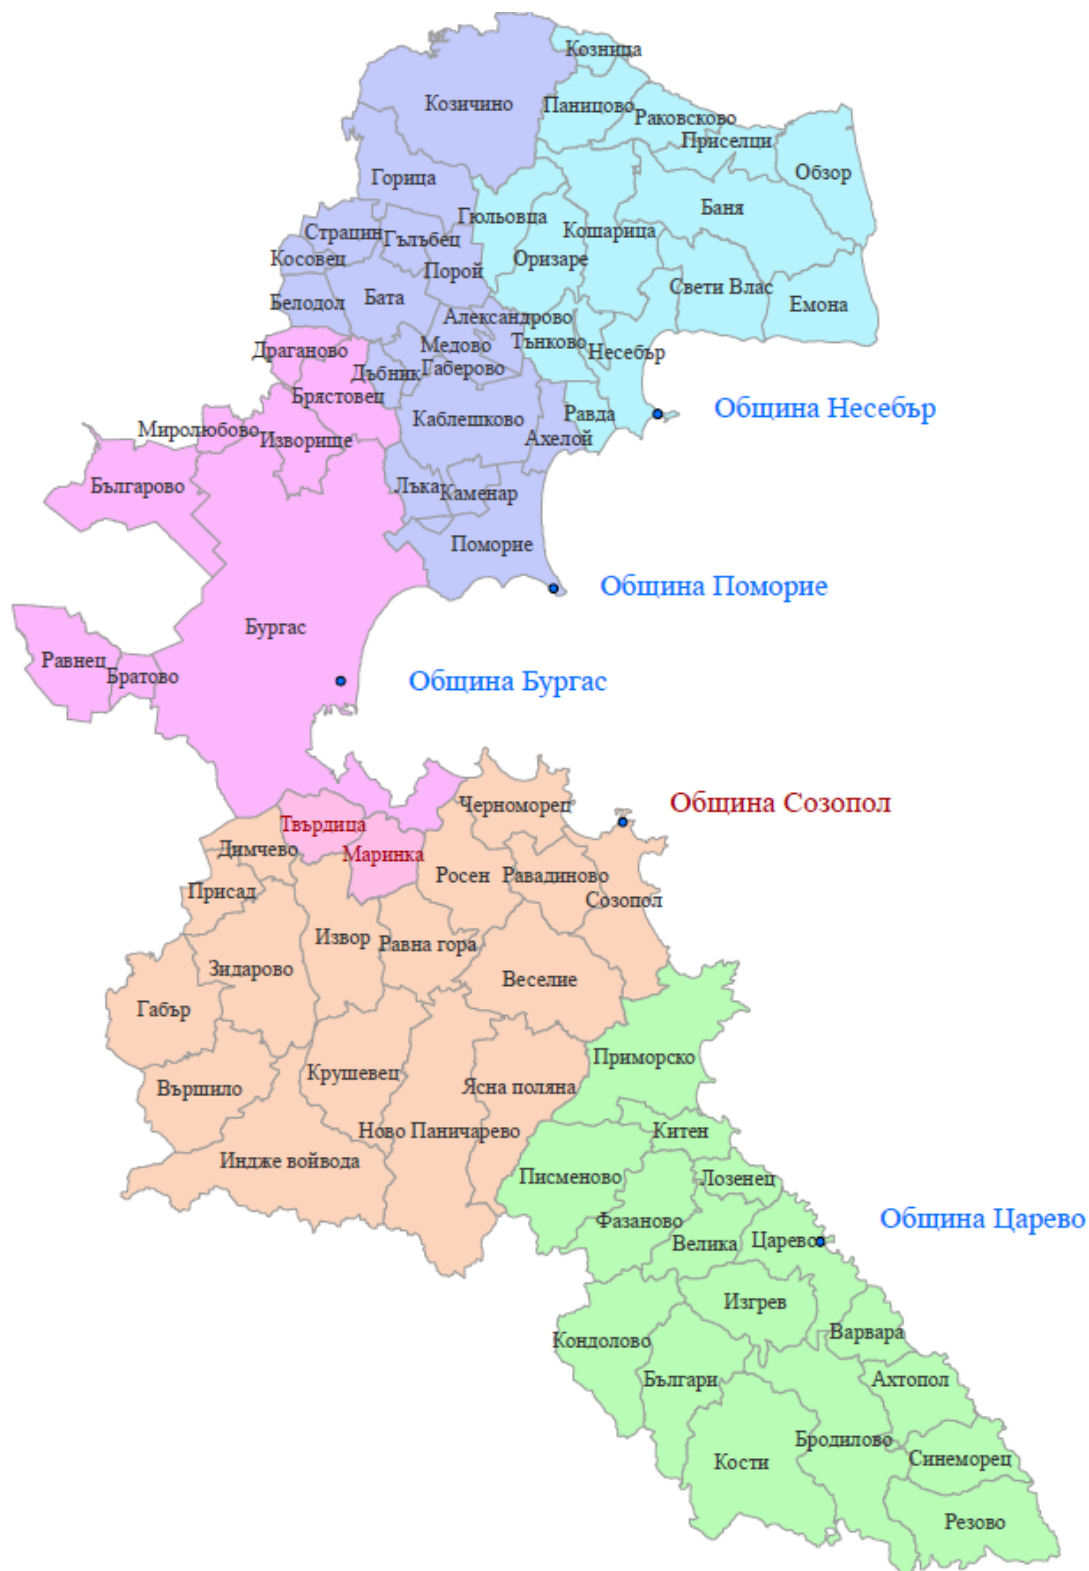 Козница
Козичино
Паницово
Раковсково
Приселци
Обзор
Горица
Баня
Гюльовца
Кошарица
Страцин
Гълъбец
Косовец
Порой
Оризаре
Свети Влас
Белодол
Бата
Емона
Александрово
Тънково
Медово
Несебър
Драганово
Габерово
Дъбник
Брястовец
Община Несебър
Равда
Каблешково
Миролюбово
Изворище
Ахелой
Българово
Лъка
Каменар
Поморие
Община Поморие
Бургас
Равнец
Братово
Община Бургас
Община Созопол
Черноморец
Твърдица
Димчево
Маринка
Росен
Равадиново
Присад
Созопол
Извор
Равна гора
Зидарово
Веселие
Габър
Приморско
Крушевец
Вършило
Ясна поляна
Ново Паничарево
Китен
Индже войвода
Писменово
Лозенец
Фазаново
Община Царево
Велика
Царево
Изгрев
Варвара
Кондолово
Българи
Ахтопол
Бродилово
Кости
Синеморец
Резово